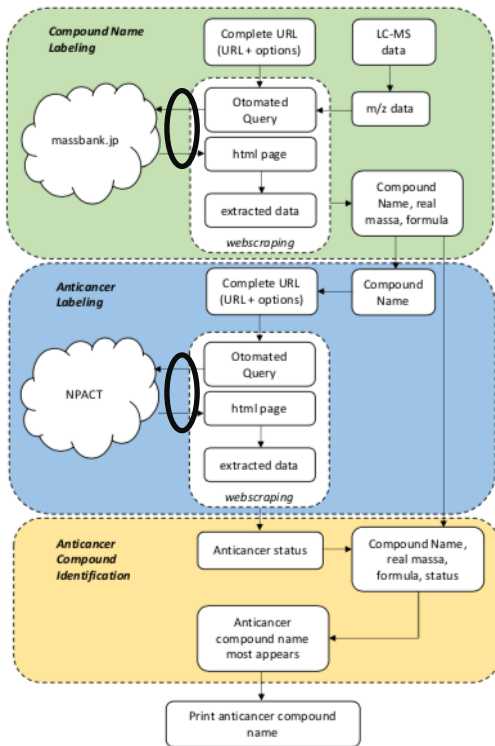 Compound Name
Labeling
Complete URL
(URL + options)
LC-MS
data
massbank.jp
Otomated
Query
m/z data
html page
extracted data
webscraping
Compound
Name, real
massa, formula
Anticancer
Labeling
Complete URL
(URL + options)
Compound
Name
NPACT
Otomated
Query
html page
extracted data
webscraping
Anticancer
Compound
Identification
Anticancer status
Compound Name,
real massa,
formula, status
Anticancer
compound name
most appears
Print anticancer compound
name